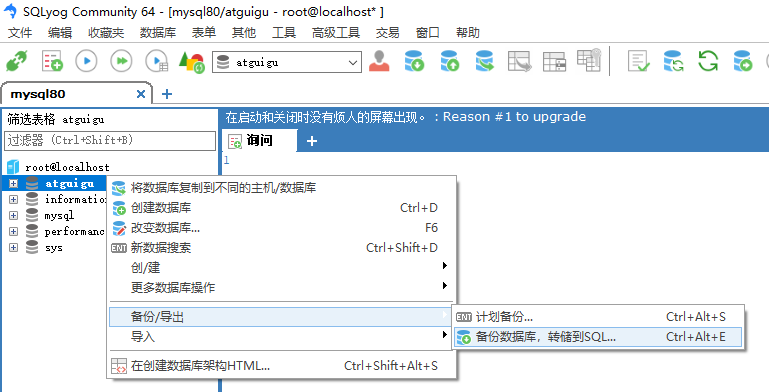 SQLyog Community 64 - [mysql80/atguigu - root@localhost* ]
文件 编辑 收藏夹 数据库 表单 其他 工具 高级工具 交易 窗口 帮助
atguigu
mysql80
筛选表格 atguigu
过滤器 (Ctrl+Shift+B)
在启动和关闭时没有烦人的屏幕出现。 : Reason #1 to upgrade
询问
1
root@localhost
atguigu
information
mysql
performanc
sys
将数据库复制到不同的主机/数据库
创建数据库 Ctrl+D
改变数据库... F6
ENT 新数据搜索 Ctrl+Shift+D
创/建
更多数据库操作
备份/导出
导入
在创建数据库架构HTML... Ctrl+Shift+Alt+S
ENT 计划备份... Ctrl+Alt+S
备份数据库，转储到SQL... Ctrl+Alt+E